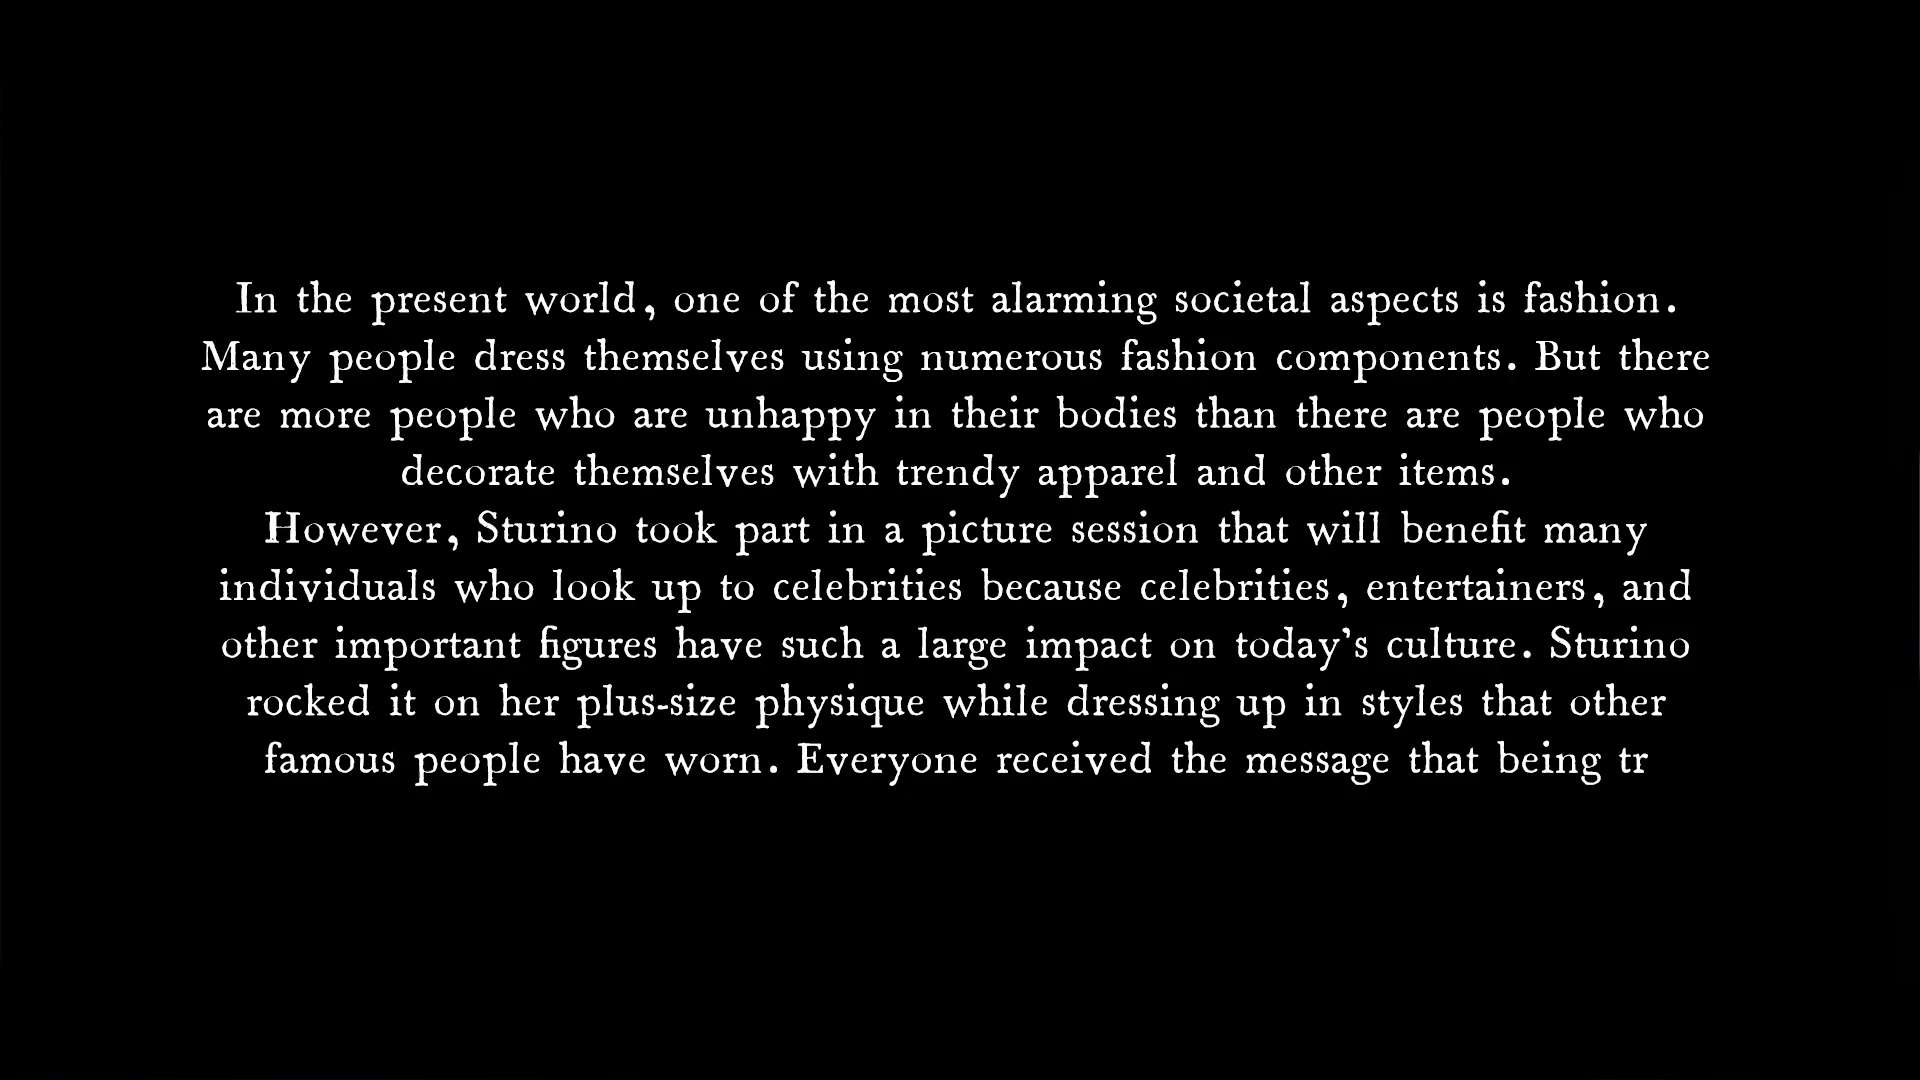 In the present world, one of the most alarming societal aspects is fashion.
Many people dress themselves using numerous fashion components. But there
are more people who are unhappy in their bodies than there are people who
decorate themselves with trendy apparel and other items.
However, Sturino took part in a picture session that will benefit many
individuals who look up to celebrities because celebrities, entertainers, and
other important figures have such a large impact on today's culture. Sturino
rocked it on her plus-size physique while dressing up in styles that other
famous people have worn. Everyone received the message that being tr